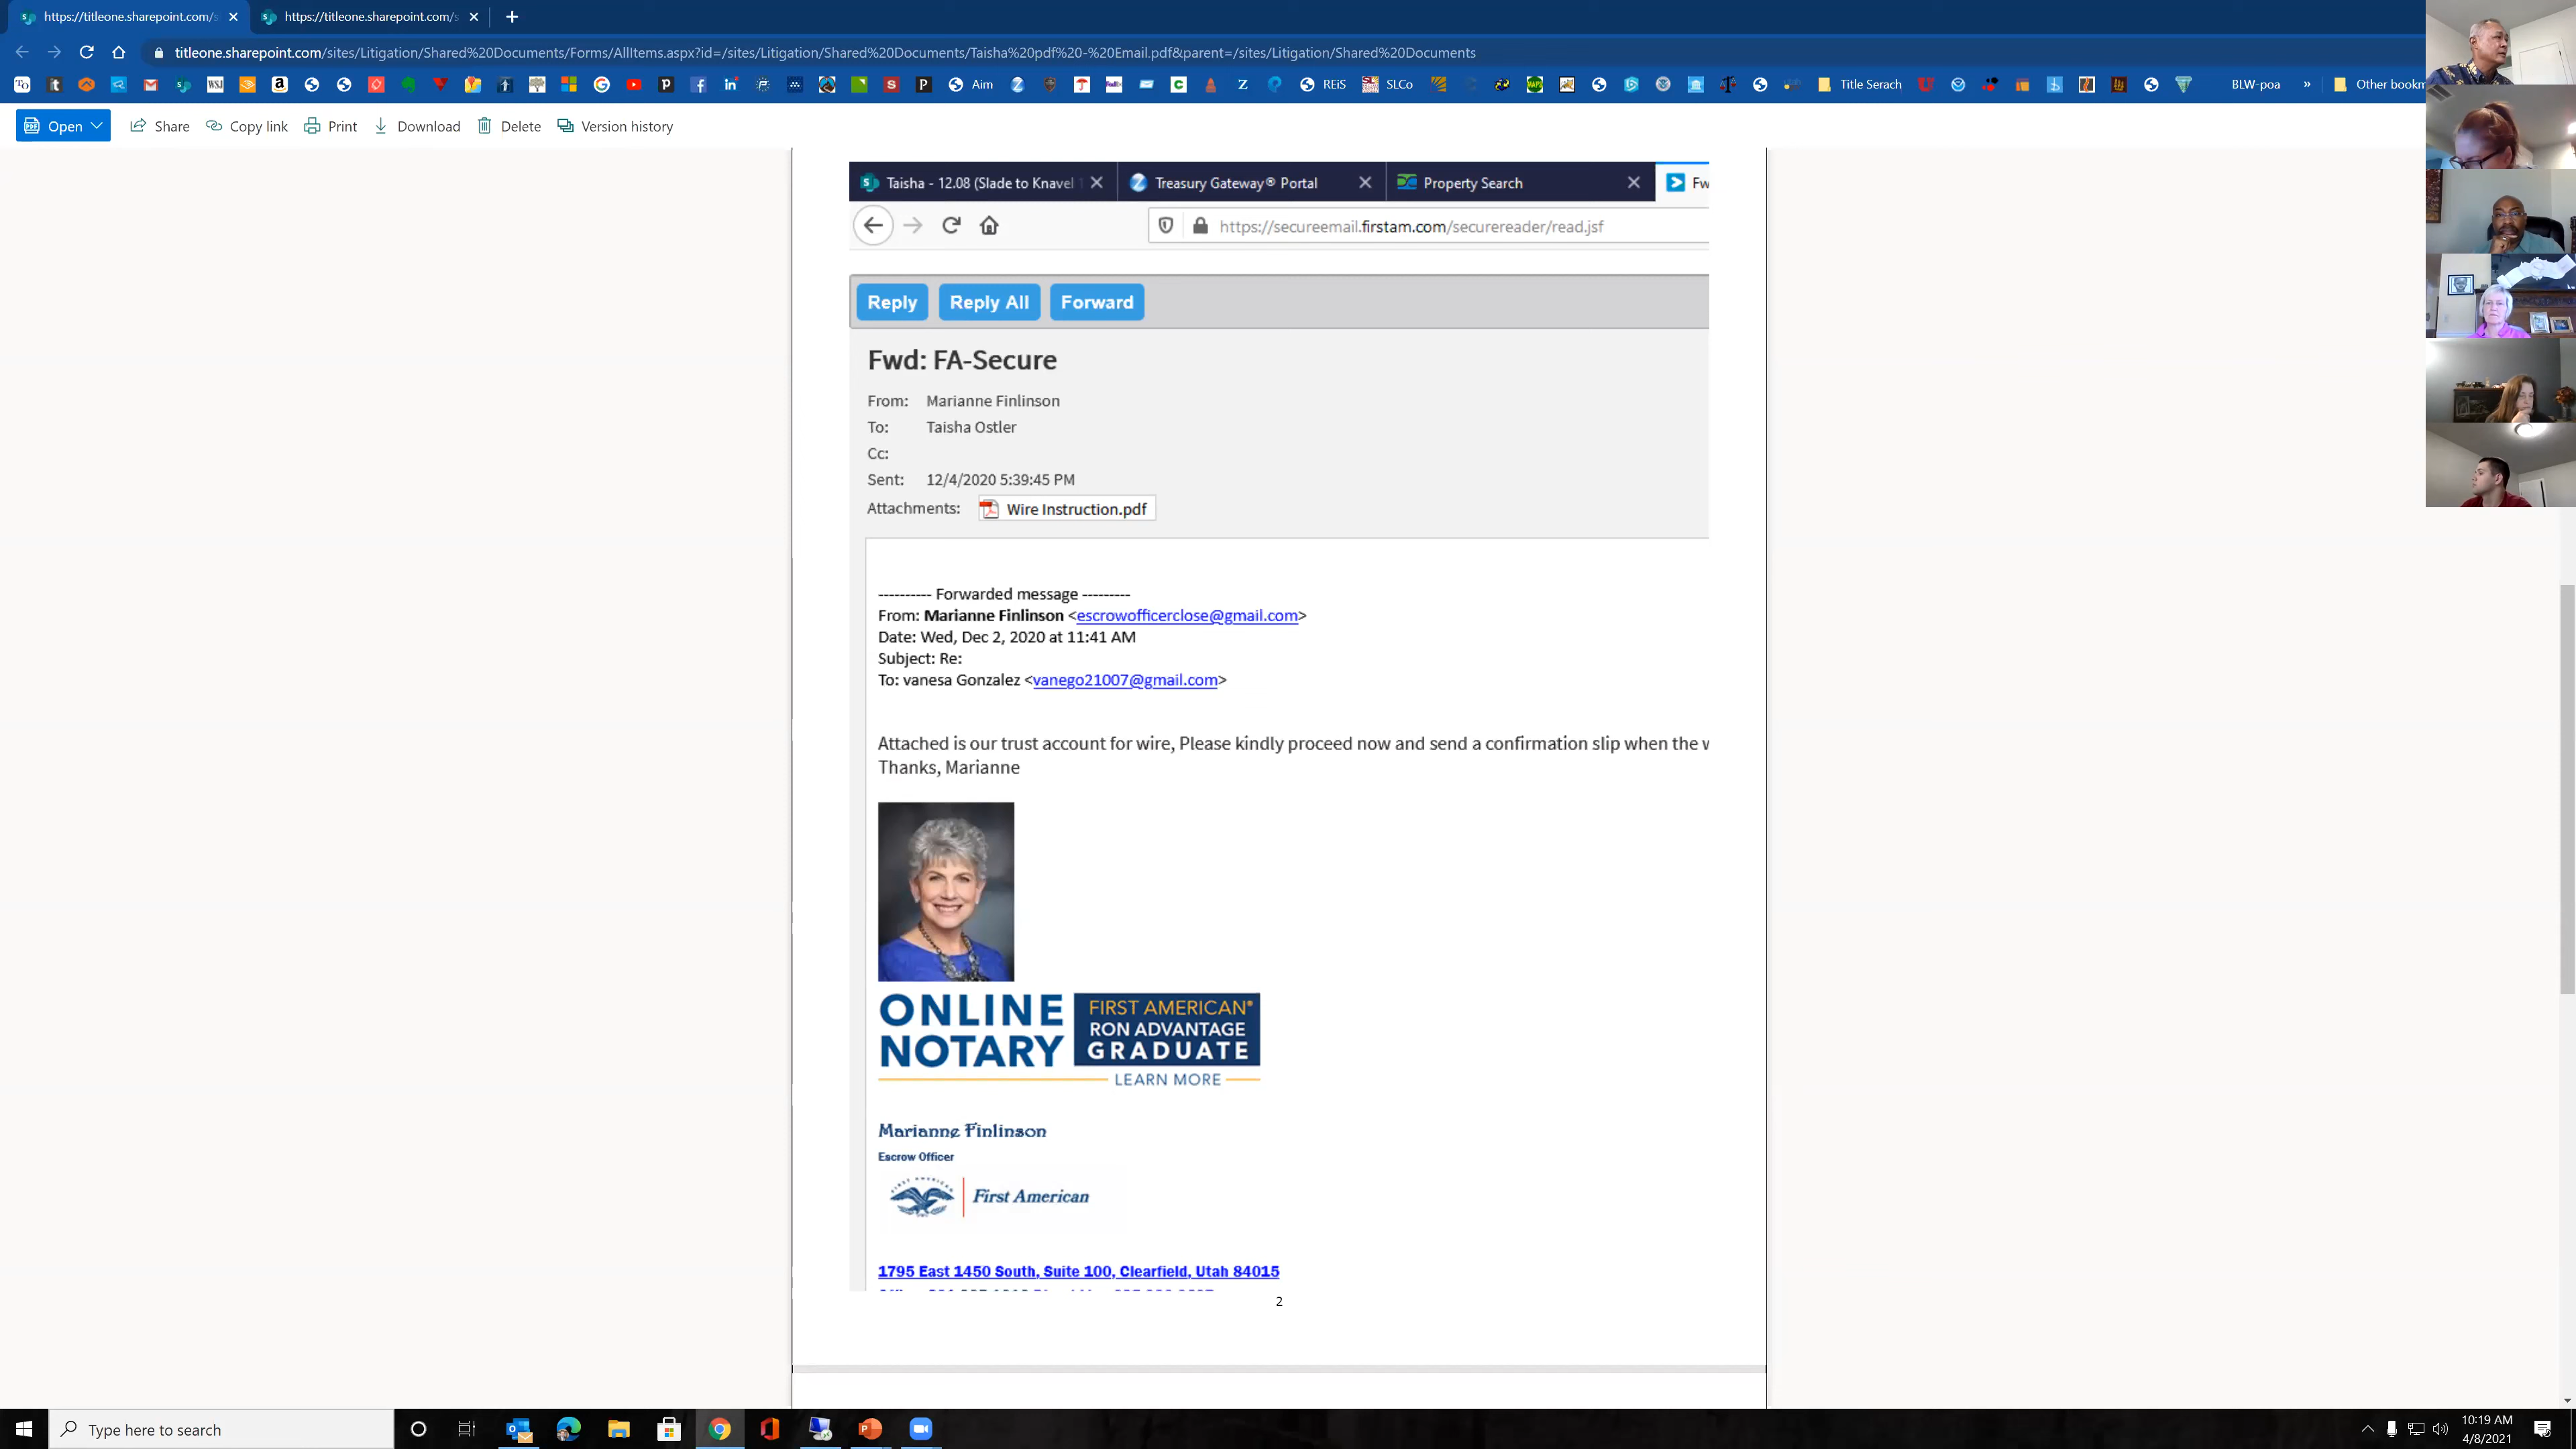 https://titleone.sharepoint.com/s
https://titleone.sharepoint.com/s
titleone.sharepoint.com/sites/Litigation/Shared%20Documents/Forms/AllItems.aspx?id=/sites/Litigation/Shared%20Documents/Taisha%20pdf%20-%20Email.pdf&parent=/sites/Litigation/Shared%20Documents
WSJ Aim REiS SLCo Title Serach BLW-poa » Other bookm
Open Share Copy link Print Download Delete Version history
Taisha - 12.08 (Slade to Knavel Treasury Gateway® Portal Property Search Fw
https://secureemail.firstam.com/securereader/read.jsf
Reply Reply All Forward
Fwd: FA-Secure
From: Marianne Finlinson
To: Taisha Ostler
Cc:
Sent: 12/4/2020 5:39:45 PM
Attachments: Wire Instruction.pdf
---------- Forwarded message ---------
From: Marianne Finlinson <escrowofficerclose@gmail.com>
Date: Wed, Dec 2, 2020 at 11:41 AM
Subject: Re:
To: vanesa Gonzalez <vanego21007@gmail.com>
Attached is our trust account for wire, Please kindly proceed now and send a confirmation slip when the
Thanks, Marianne
ONLINE NOTARY
FIRST AMERICAN®
RON ADVANTAGE
GRADUATE
LEARN MORE
Marianne Finlinson
Escrow Officer
First American
1795 East 1450 South, Suite 100, Clearfield, Utah 84015
2
Type here to search
10:19 AM
4/8/2021